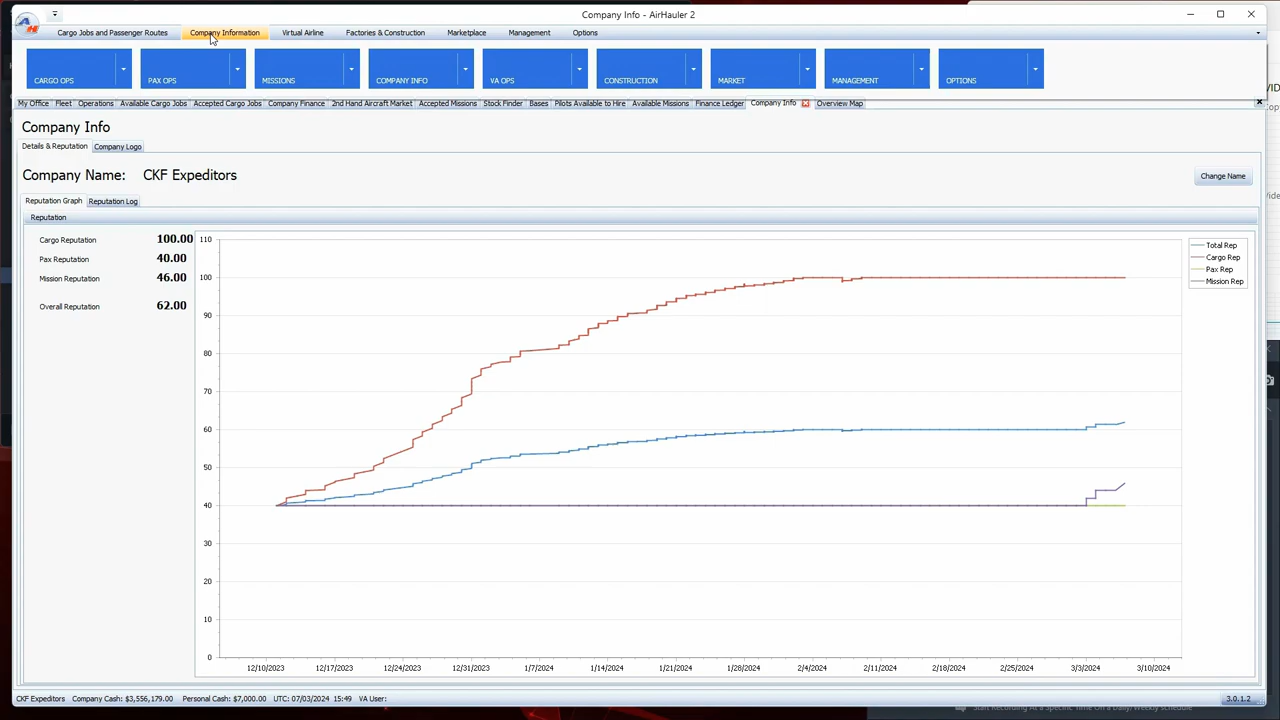 Company Info - AirHauler 2
Cargo Jobs and Passenger Routes Company Information Virtual Airline Factories & Construction Marketplace Management Options
CARGO OPS PAX OPS MISSIONS COMPANY INFO VA OPS CONSTRUCTION MARKET MANAGEMENT OPTIONS
My Office Fleet Operations Available Cargo Jobs Accepted Cargo Jobs Company Finance 2nd Hand Aircraft Market Accepted Missions Stock Finder Bases Pilots Available to Hire Available Missions Finance Ledger Company Info Overview Map
Company Info
Details & Reputation Company Logo
Company Name: CKF Expeditors
Change Name
Reputation Graph Reputation Log
Reputation
Cargo Reputation 100.00
Pax Reputation 40.00
Mission Reputation 46.00
Overall Reputation 62.00
110
100
90
80
70
60
50
40
30
20
10
0
12/10/2023 12/17/2023 12/24/2023 12/31/2023 1/7/2024 1/14/2024 1/21/2024 1/28/2024 2/4/2024 2/11/2024 2/18/2024 2/25/2024 3/3/2024 3/10/2024
Total Rep
Cargo Rep
Pax Rep
Mission Rep
CKF Expeditors Company Cash: $3,556,179.00 Personal Cash: $7,000.00 UTC: 07/03/2024 15:49 VA User: 3.0.1.2
Start Recording At a Specific Time On a Daily/Weekly schedule